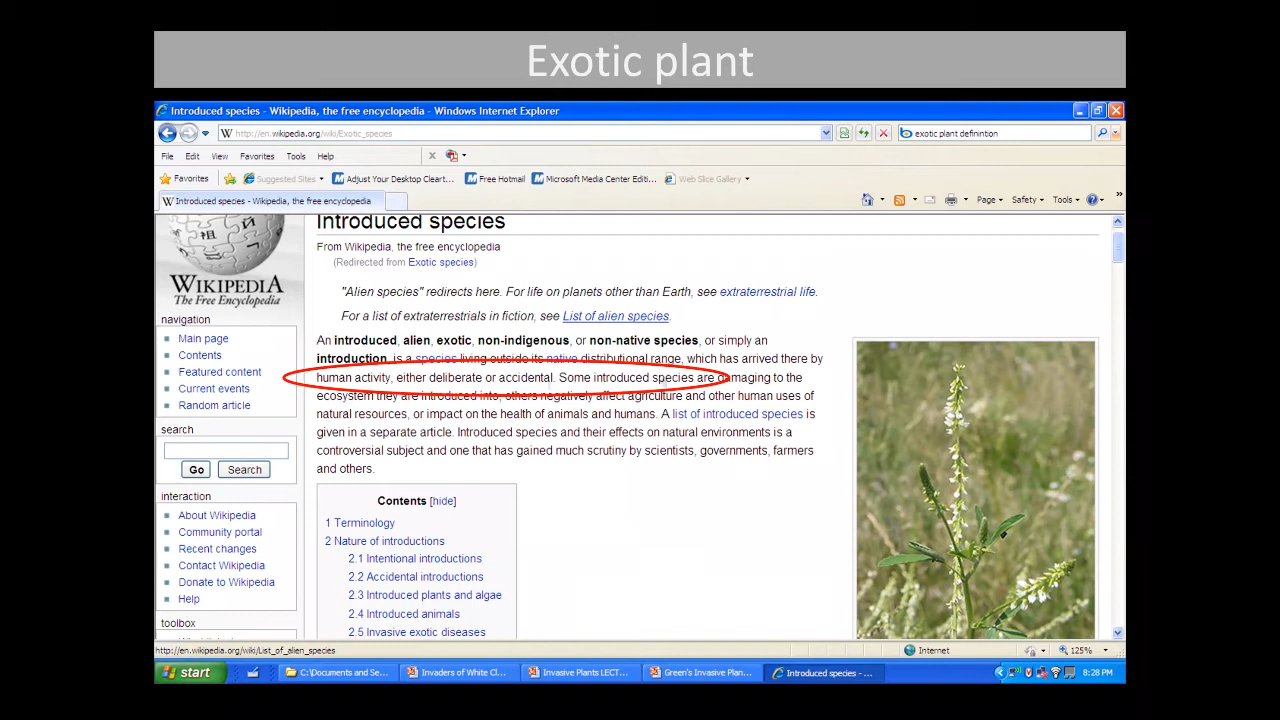 Exotic plant
Introduced species - Wikipedia, the free encyclopedia - Windows Internet Explorer
http://en.wikipedia.org/wiki/Exotic_species
exotic plant definintion
File Edit View Favorites Tools Help
Favorites Suggested Sites Adjust Your Desktop Cleart... Free Hotmail Microsoft Media Center Editi... Web Slice Gallery
Introduced species - Wikipedia, the free encyclopedia
Page Safety Tools
WIKIPEDIA
The Free Encyclopedia
navigation
Main page
Contents
Featured content
Current events
Random article
search
Go Search
interaction
About Wikipedia
Community portal
Recent changes
Contact Wikipedia
Donate to Wikipedia
Help
toolbox
Introduced species
From Wikipedia, the free encyclopedia
(Redirected from Exotic species)
"Alien species" redirects here. For life on planets other than Earth, see extraterrestrial life.
For a list of extraterrestrials in fiction, see List of alien species.
An introduced, alien, exotic, non-indigenous, or non-native species, or simply an
introduction, is a species living outside its native distributional range, which has arrived there by
human activity, either deliberate or accidental. Some introduced species are damaging to the
ecosystem they are introduced into, others negatively affect agriculture and other human uses of
natural resources, or impact on the health of animals and humans. A list of introduced species is
given in a separate article. Introduced species and their effects on natural environments is a
controversial subject and one that has gained much scrutiny by scientists, governments, farmers
and others.
Contents [hide]
1 Terminology
2 Nature of introductions
2.1 Intentional introductions
2.2 Accidental introductions
2.3 Introduced plants and algae
2.4 Introduced animals
2.5 Invasive exotic diseases
http://en.wikipedia.org/wiki/List_of_alien_species
Internet
125%
start
C:\Documents and Se...
Invaders of White Cl...
Invasive Plants LECT...
Green's Invasive Plan...
Introduced species - ...
8:28 PM